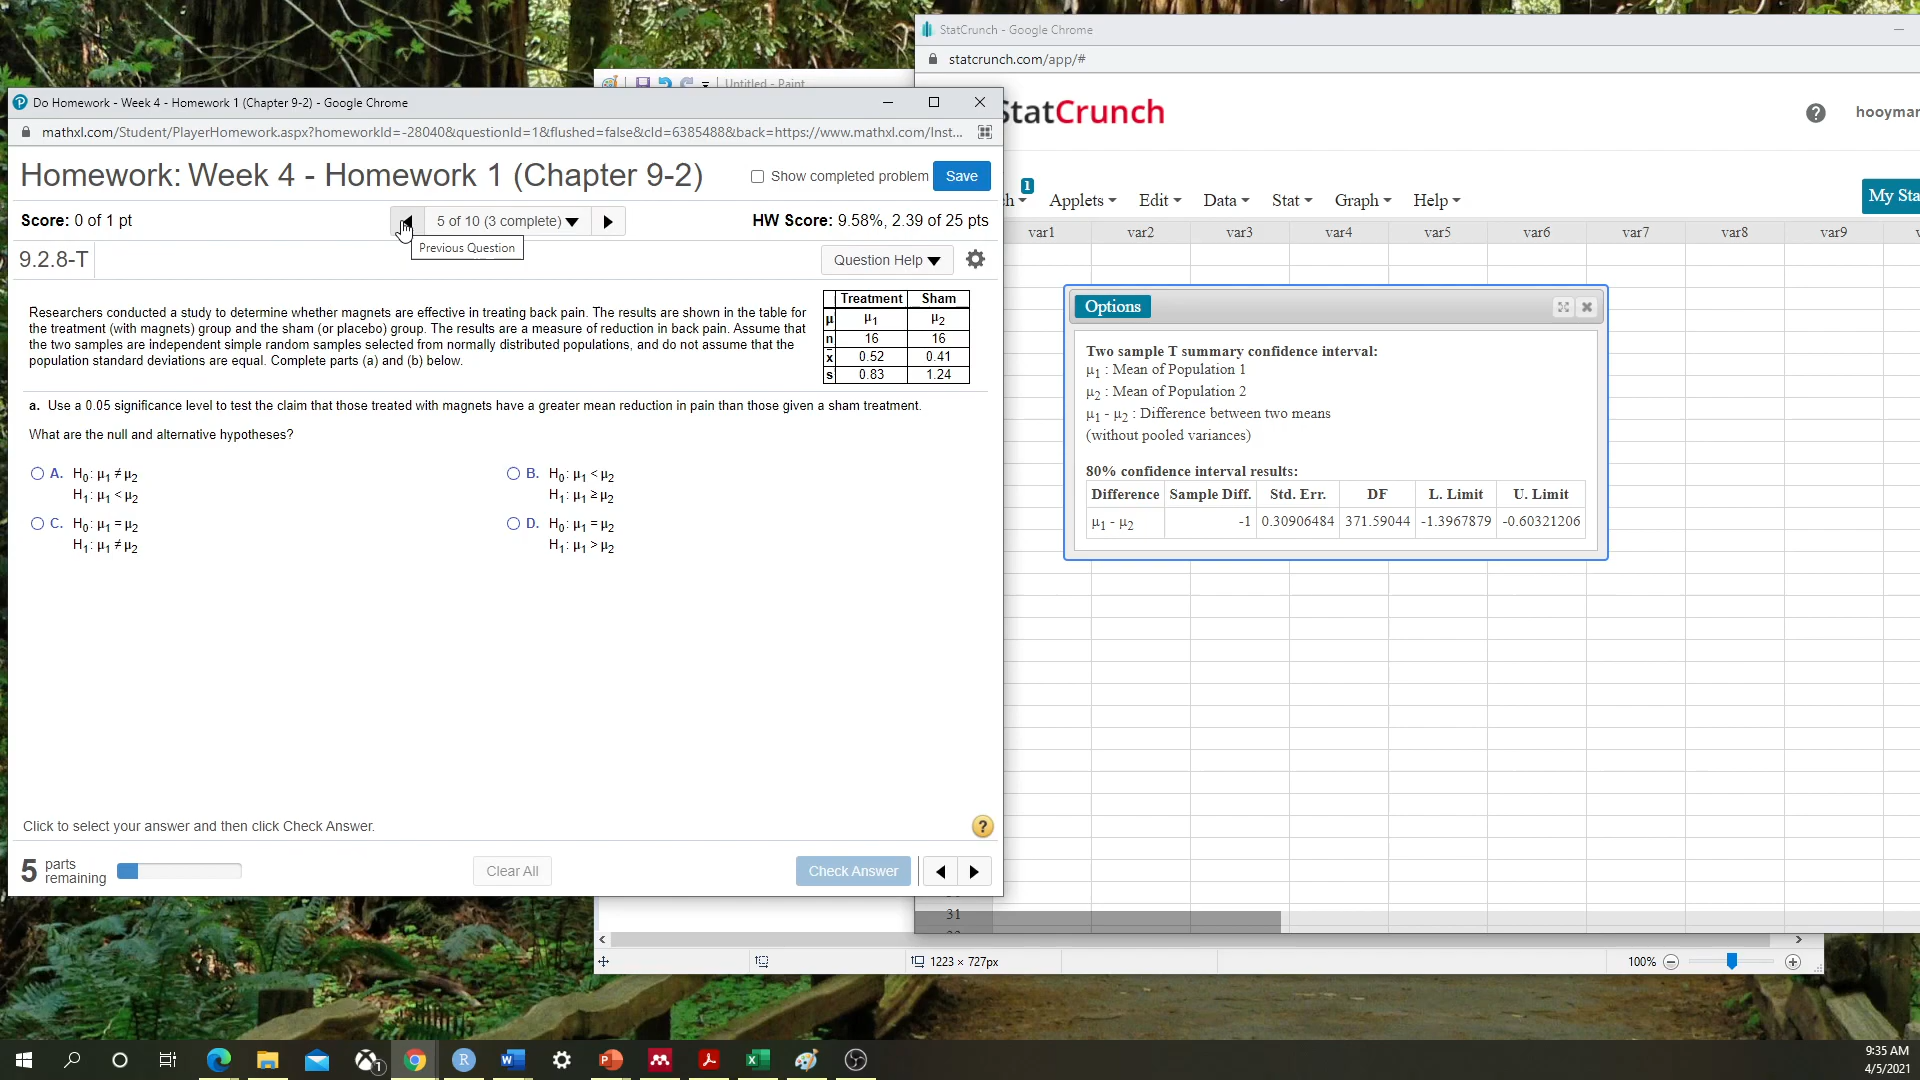 StatCrunch - Google Chrome
statcrunch.com/app/#
Untitled - Paint
Do Homework - Week 4 - Homework 1 (Chapter 9-2) - Google Chrome
mathxl.com/Student/PlayerHomework.aspx?homeworkId=-28040&questionId=1&flushed=false&cId=6385488&back=https://www.mathxl.com/Inst...
StatCrunch
hooymar
Homework: Week 4 - Homework 1 (Chapter 9-2)
Show completed problem
Save
1
Applets
Edit
Data
Stat
Graph
Help
My Sta
Score: 0 of 1 pt
5 of 10 (3 complete)
HW Score: 9.58%, 2.39 of 25 pts
Previous Question
var1 var2 var3 var4 var5 var6 var7 var8 var9
9.2.8-T
Question Help
Researchers conducted a study to determine whether magnets are effective in treating back pain. The results are shown in the table for
the treatment (with magnets) group and the sham (or placebo) group. The results are a measure of reduction in back pain. Assume that
the two samples are independent simple random samples selected from normally distributed populations, and do not assume that the
population standard deviations are equal. Complete parts (a) and (b) below.
Treatment Sham
μ μ1 μ2
n 16 16
x̄ 0.52 0.41
s 0.83 1.24
a. Use a 0.05 significance level to test the claim that those treated with magnets have a greater mean reduction in pain than those given a sham treatment.
What are the null and alternative hypotheses?
A. H0: μ1 ≠ μ2
H1: μ1 < μ2
B. H0: μ1 < μ2
H1: μ1 ≥ μ2
C. H0: μ1 = μ2
H1: μ1 ≠ μ2
D. H0: μ1 = μ2
H1: μ1 > μ2
Click to select your answer and then click Check Answer.
?
5 parts remaining
Clear All
Check Answer
Options
Two sample T summary confidence interval:
μ1 : Mean of Population 1
μ2 : Mean of Population 2
μ1 - μ2 : Difference between two means
(without pooled variances)
80% confidence interval results:
Difference Sample Diff. Std. Err. DF L. Limit U. Limit
μ1 - μ2 -1 0.30906484 371.59044 -1.3967879 -0.60321206
31
1223 × 727px
100%
9:35 AM
4/5/2021